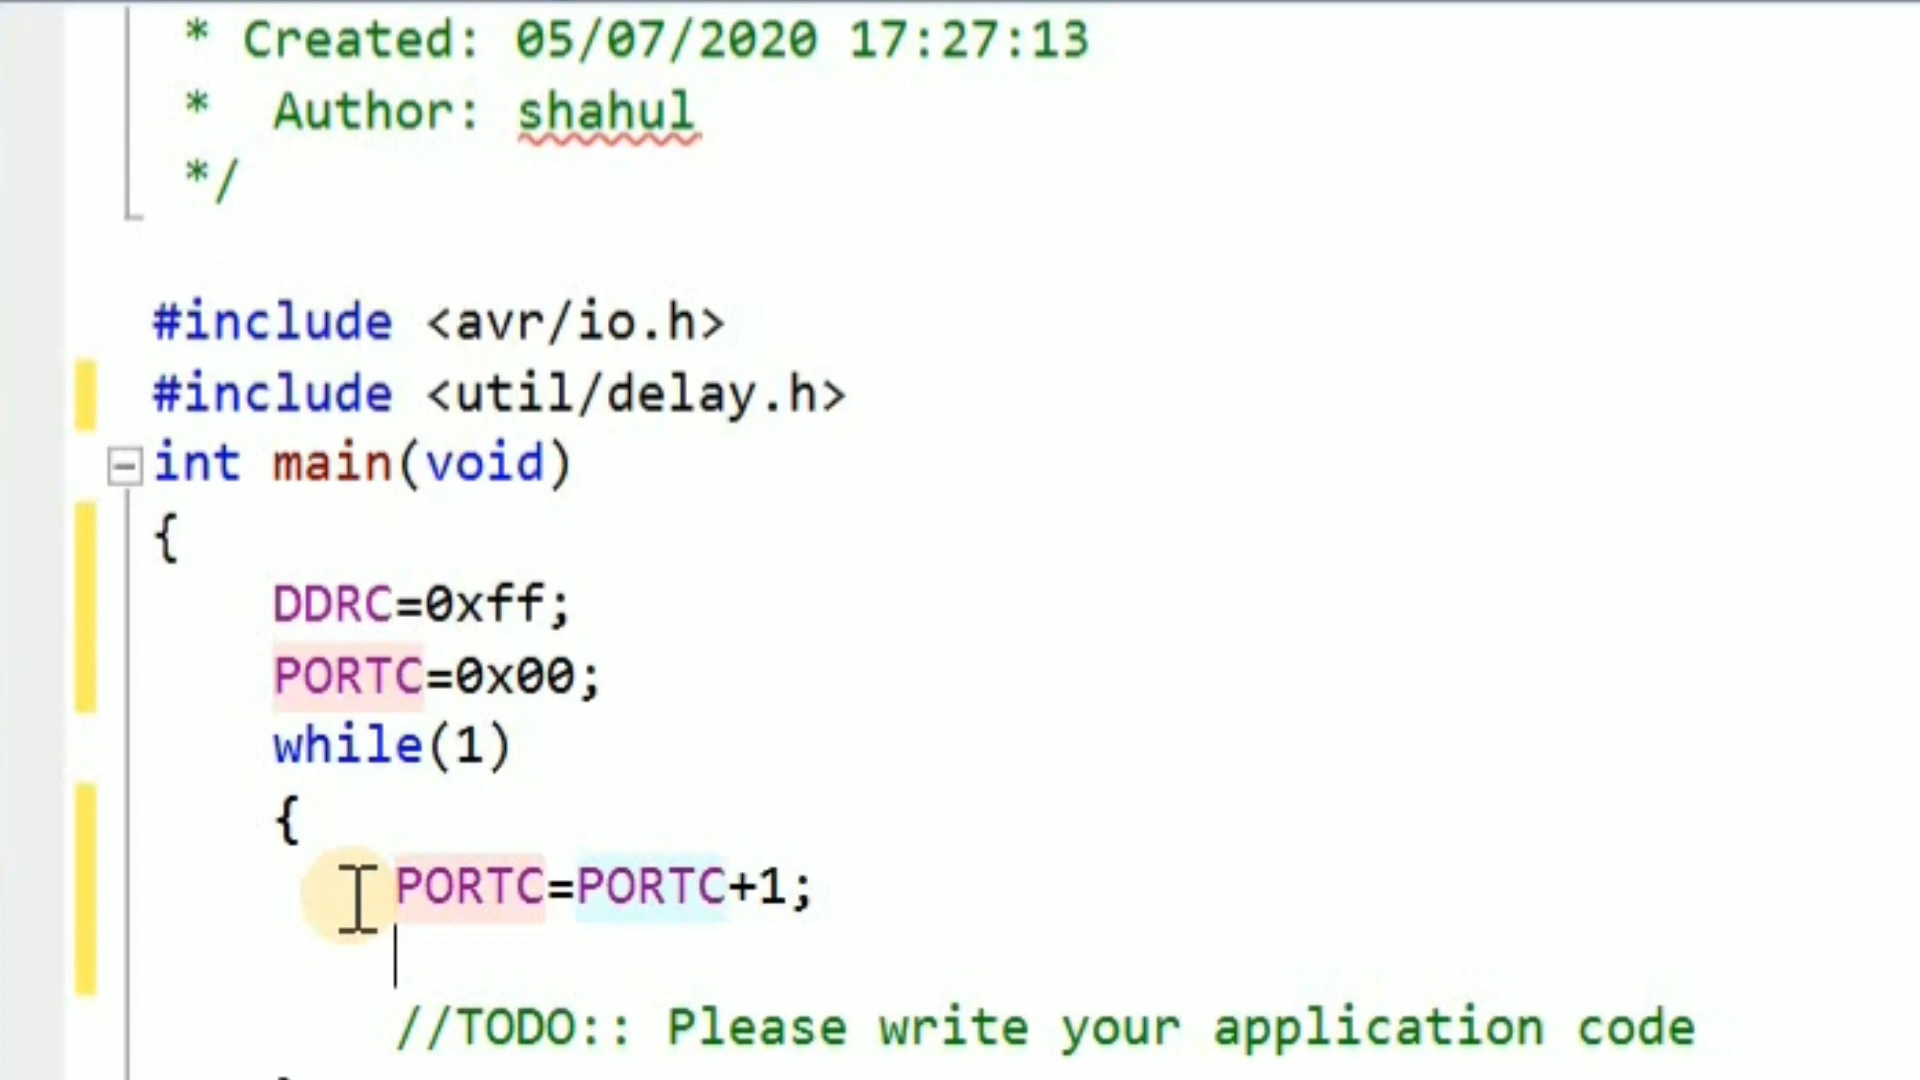 * Created: 05/07/2020 17:27:13
* Author: shahul
*/
#include <avr/io.h>
#include <util/delay.h>
int main(void)
{
DDRC=0xff;
PORTC=0x00;
while(1)
{
PORTC=PORTC+1;
//TODO:: Please write your application code